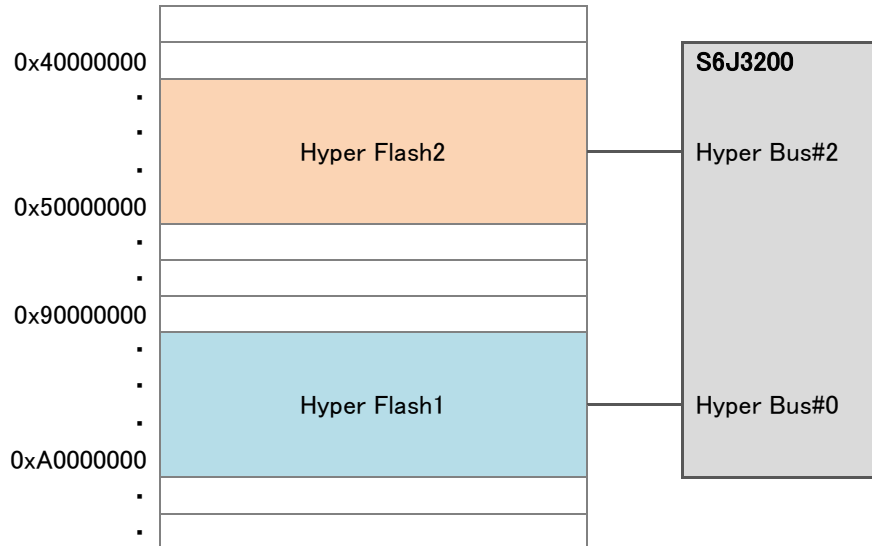 0x40000000
S6J3200
Hyper Flash2
Hyper Bus#2
0x50000000
0x90000000
Hyper Flash1
Hyper Bus#0
0xA0000000